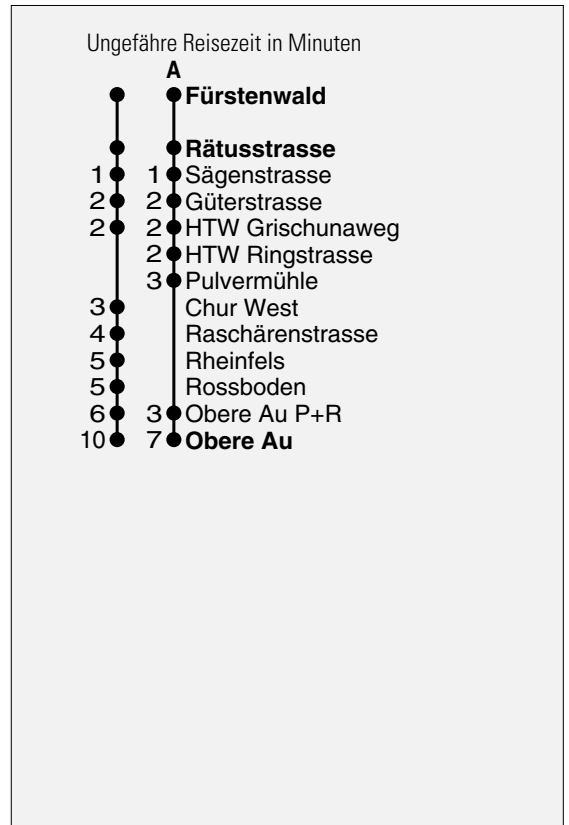 Ungefähre Reisezeit in Minuten
A
Fürstenwald
Rätusstrasse
1 1 Sägenstrasse
2 2 Güterstrasse
2 2 HTW Grischunaweg
2 HTW Ringstrasse
3 Pulvermühle
3 Chur West
4 Raschärenstrasse
5 Rheinfels
5 Rossboden
6 3 Obere Au P+R
10 7 Obere Au